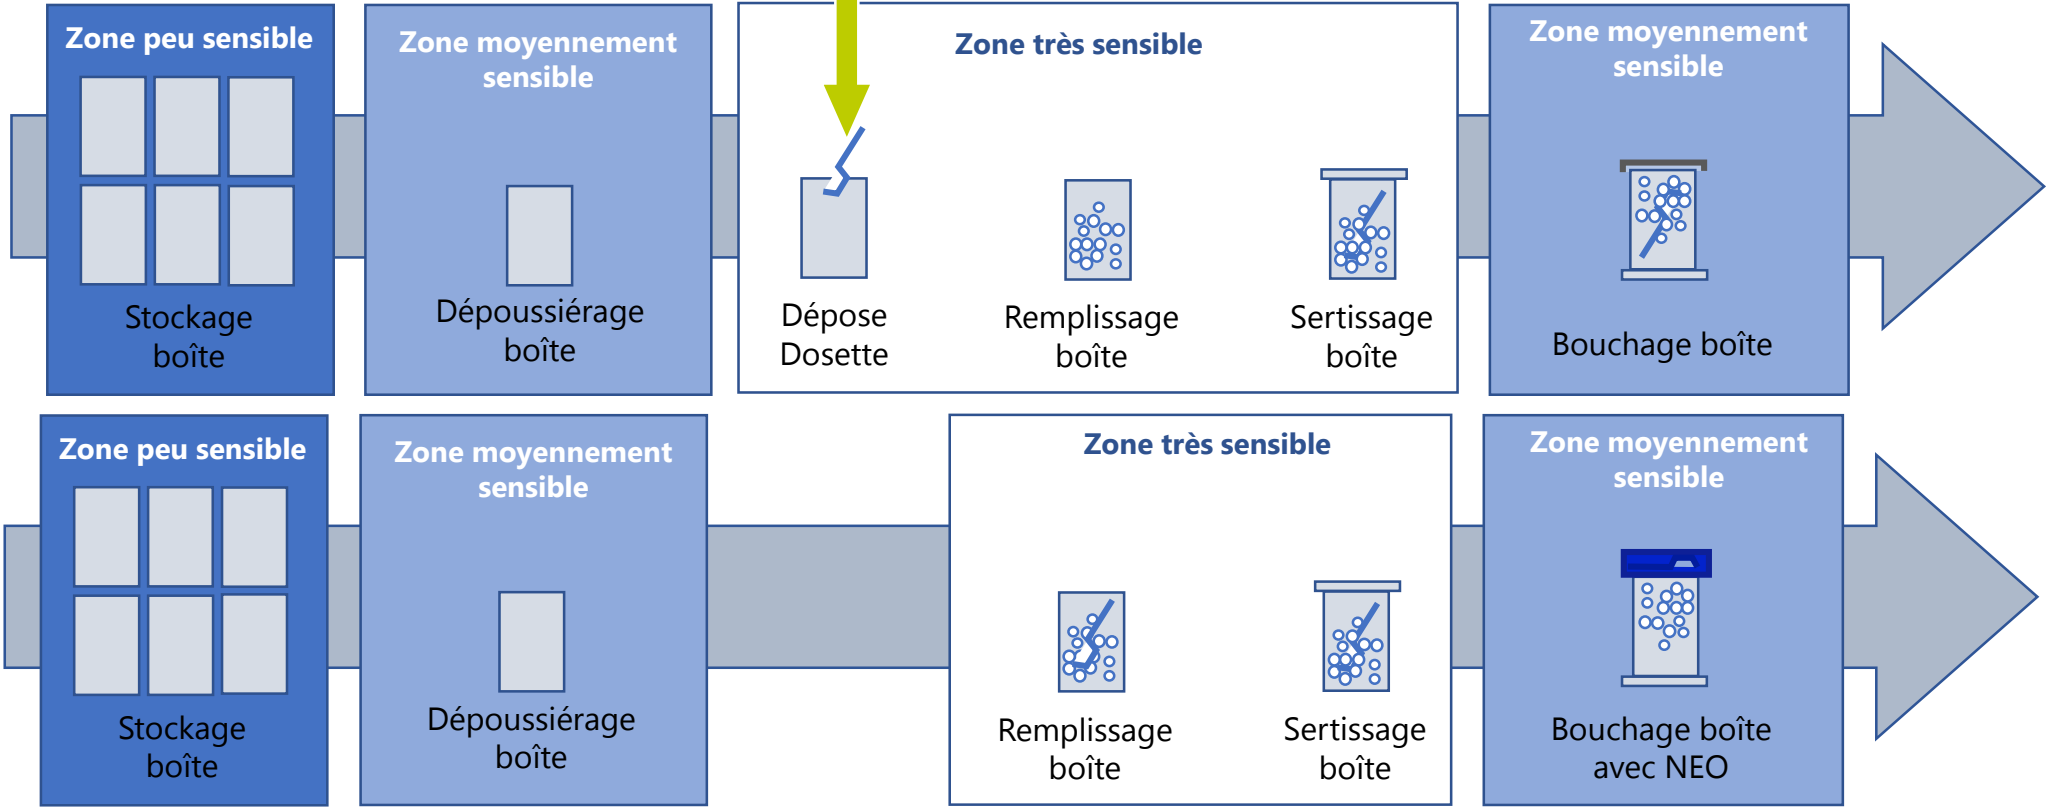 Zone peu sensible
Stockage
boîte
Zone moyennement
sensible
Dépoussiérage
boîte
Zone très sensible
Dépose
Dosette
Remplissage
boîte
Sertissage
boîte
Zone moyennement
sensible
Bouchage boîte
Zone peu sensible
Stockage
boîte
Zone moyennement
sensible
Dépoussiérage
boîte
Zone très sensible
Remplissage
boîte
Sertissage
boîte
Zone moyennement
sensible
Bouchage boîte
avec NEO